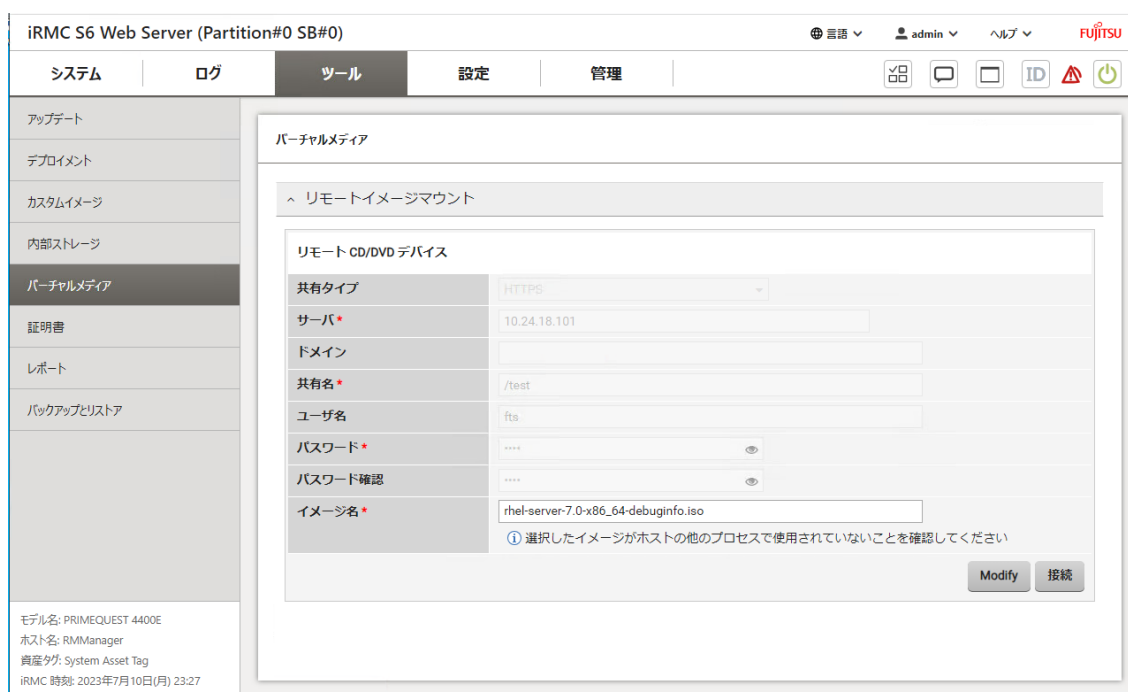 iRMC S6 Web Server (Partition#0 SB#0)
言語 admin ヘルプ FUJITSU
システム ログ ツール 設定 管理 ID
アップデート
デプロイメント
カスタムイメージ
内部ストレージ
バーチャルメディア
証明書
レポート
バックアップとリストア
モデル名: PRIMEQUEST 4400E
ホスト名: RMManager
資産タグ: System Asset Tag
iRMC 時刻: 2023年7月10日(月) 23:27
バーチャルメディア
リモートイメージマウント
リモート CD/DVD デバイス
共有タイプ HTTPS
サーバ* 10.24.18.101
ドメイン
共有名* /test
ユーザ名 fts
パスワード* ••••
パスワード確認 ••••
イメージ名* rhel-server-7.0-x86_64-debuginfo.iso
選択したイメージがホストの他のプロセスで使用されていないことを確認してください
Modify 接続